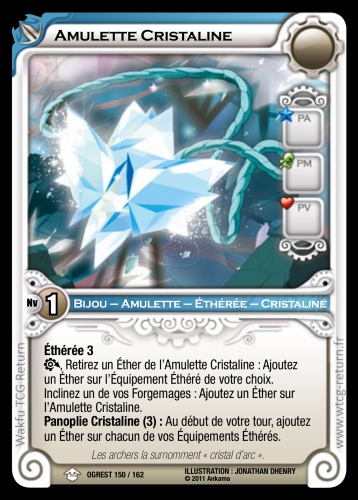 AMULETTE CRISTALINE
PA
PM
PV
Nv 1 BIJOU – AMULETTE – ÉTHÉRÉE – CRISTALINE
Éthérée 3
, Retirez un Éther de l'Amulette Cristaline : Ajoutez
un Éther sur l'Équipement Éthéré de votre choix.
Inclinez un de vos Forgemages : Ajoutez un Éther sur
l'Amulette Cristaline.
Panoplie Cristaline (3) : Au début de votre tour, ajoutez
un Éther sur chacun de vos Équipements Éthérés.
Les archers la surnomment « cristal d'arc ».
OGREST 150 / 162
ILLUSTRATION : JONATHAN DHENRY
© 2011 Ankama
Wakfu TCG Return
www.wtcg-return.fr